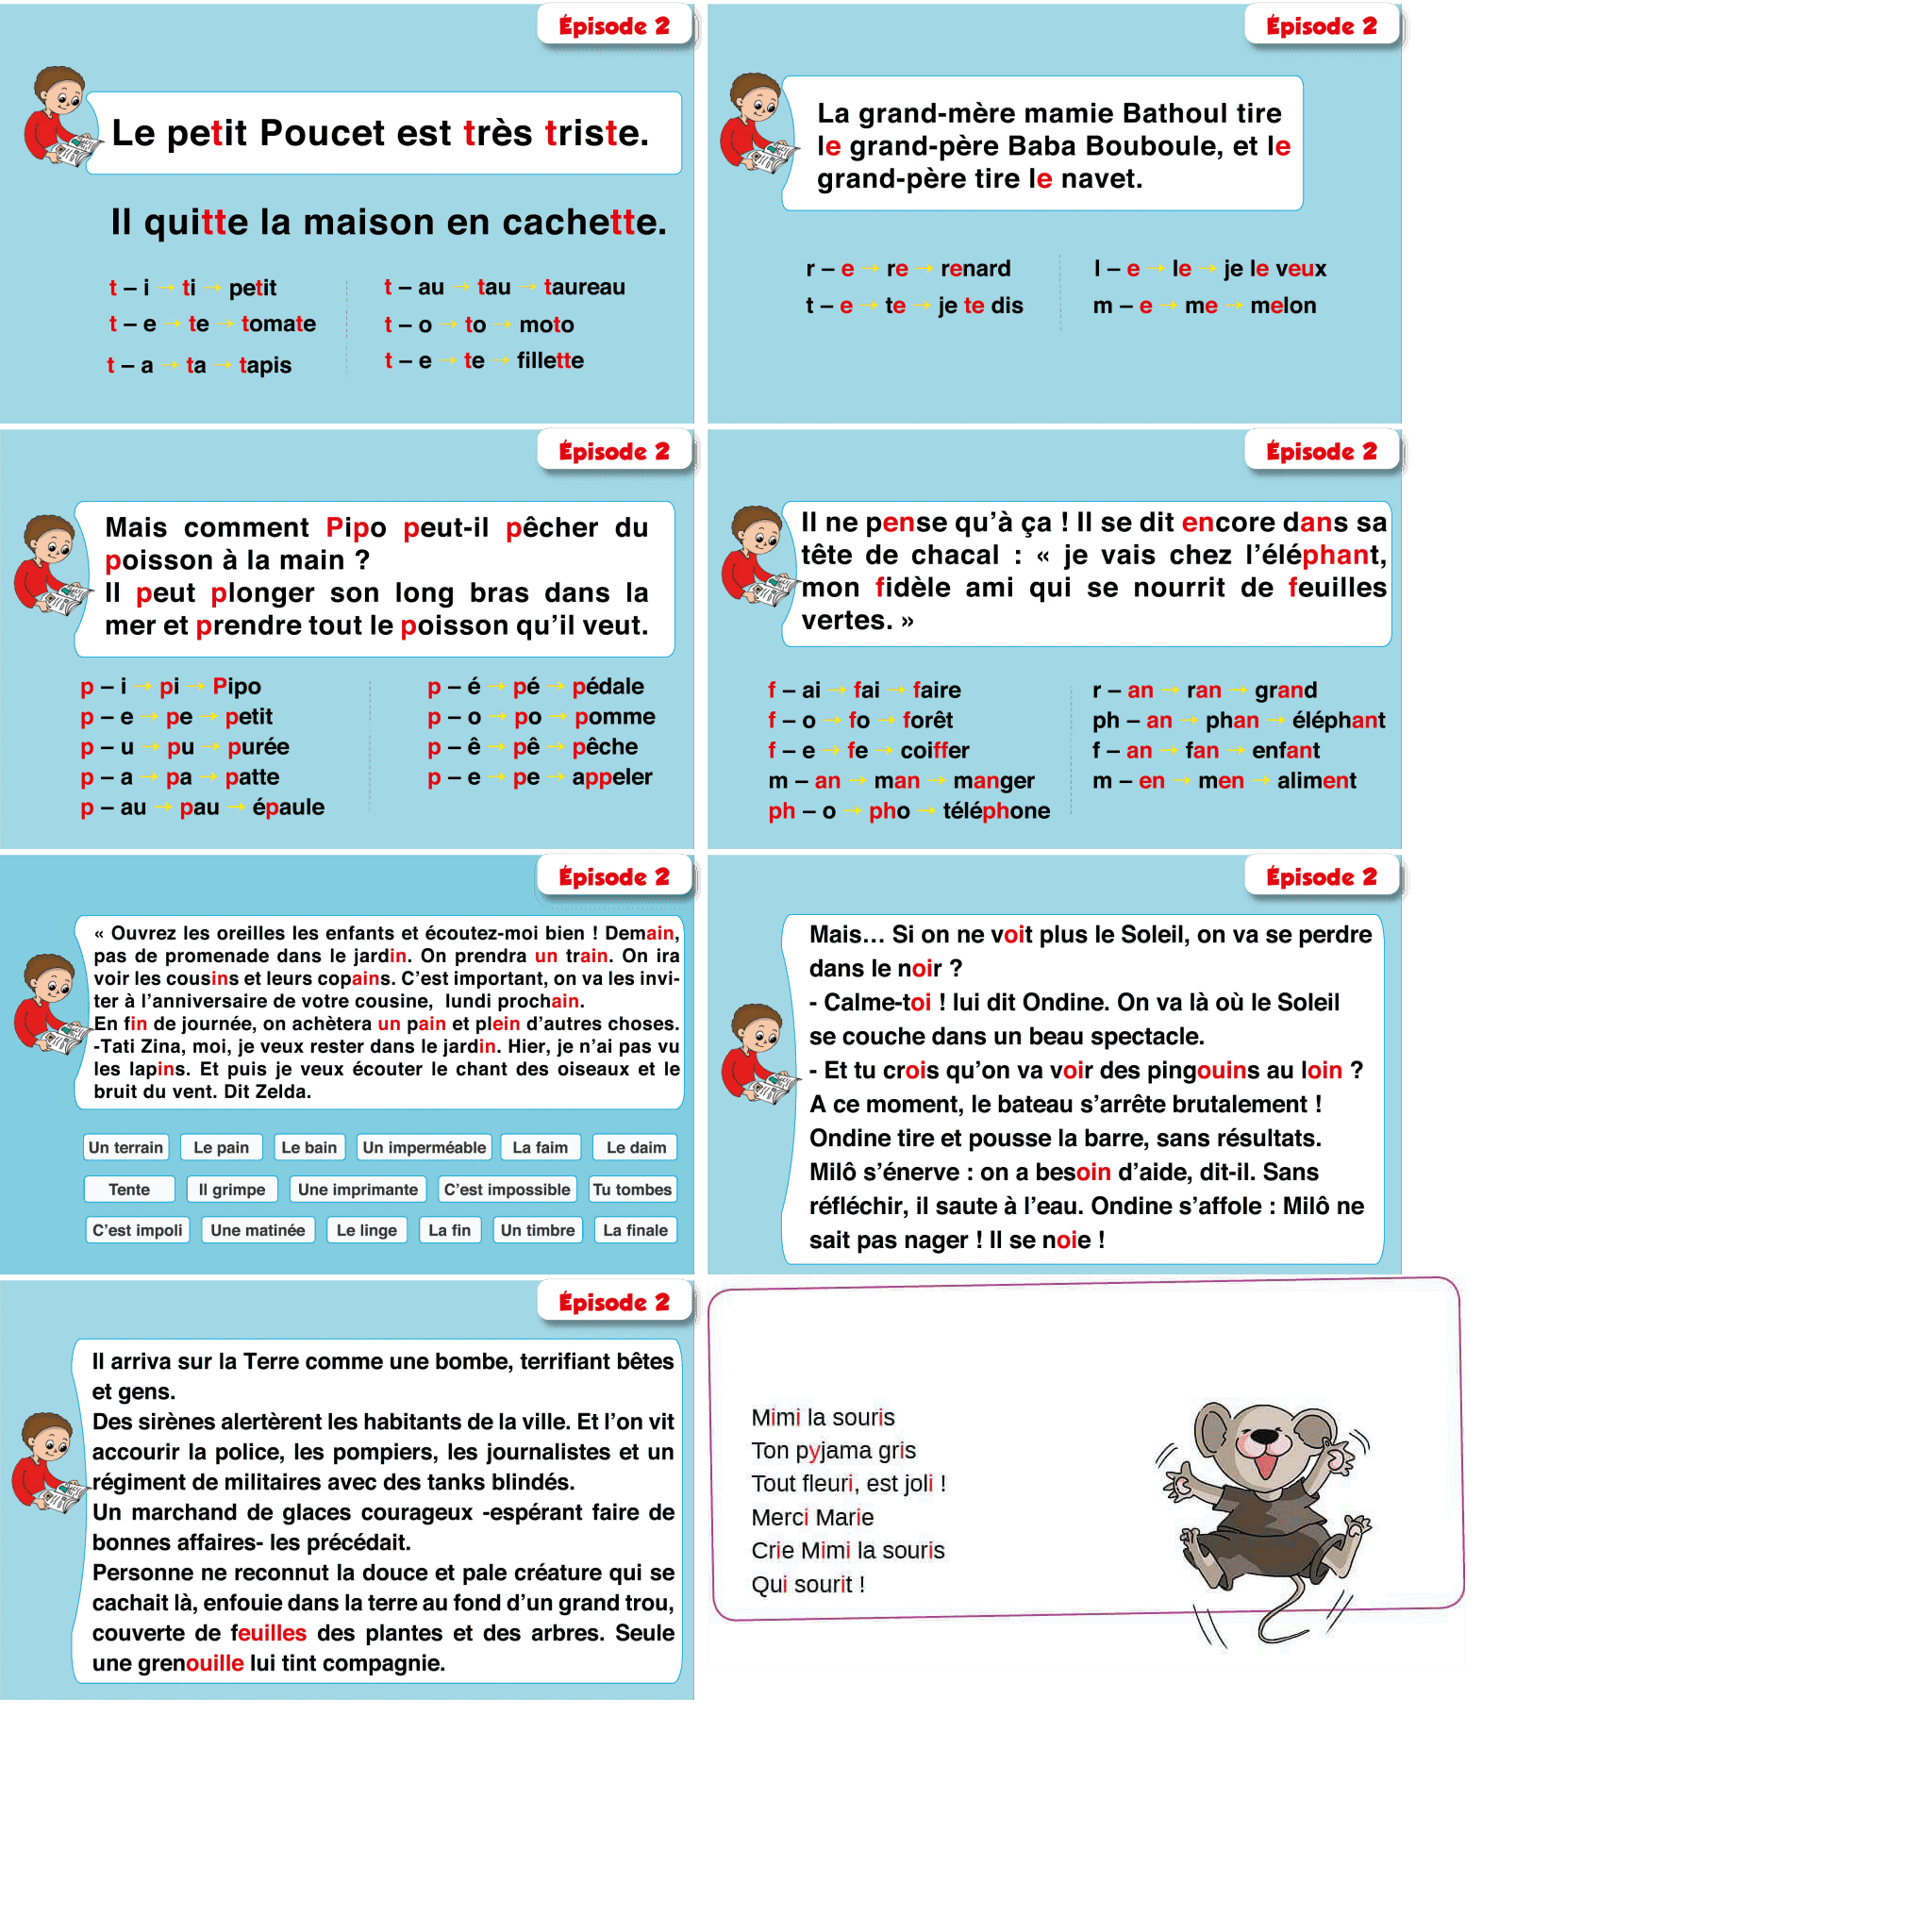 Épisode 2
Le petit Poucet est très triste.
Il quitte la maison en cachette.
t – i → ti → petit
t – e → te → tomate
t – a → ta → tapis
t – au → tau → taureau
t – o → to → moto
t – e → te → fillette
Épisode 2
La grand-mère mamie Bathoul tire
le grand-père Baba Bouboule, et le
grand-père tire le navet.
r – e → re → renard
t – e → te → je te dis
l – e → le → je le veux
m – e → me → melon
Épisode 2
Mais comment Pipo peut-il pêcher du
poisson à la main ?
Il peut plonger son long bras dans la
mer et prendre tout le poisson qu’il veut.
p – i → pi → Pipo
p – e → pe → petit
p – u → pu → purée
p – a → pa → patte
p – au → pau → épaule
p – é → pé → pédale
p – o → po → pomme
p – ê → pê → pêche
p – e → pe → appeler
Épisode 2
Il ne pense qu’à ça ! Il se dit encore dans sa
tête de chacal : « je vais chez l’éléphant,
mon fidèle ami qui se nourrit de feuilles
vertes. »
f – ai → fai → faire
f – o → fo → forêt
f – e → fe → coiffer
m – an → man → manger
ph – o → pho → téléphone
r – an → ran → grand
ph – an → phan → éléphant
f – an → fan → enfant
m – en → men → aliment
Épisode 2
« Ouvrez les oreilles les enfants et écoutez-moi bien ! Demain,
pas de promenade dans le jardin. On prendra un train. On ira
voir les cousins et leurs copains. C’est important, on va les invi-
ter à l’anniversaire de votre cousine, lundi prochain.
En fin de journée, on achètera un pain et plein d’autres choses.
-Tati Zina, moi, je veux rester dans le jardin. Hier, je n’ai pas vu
les lapins. Et puis je veux écouter le chant des oiseaux et le
bruit du vent. Dit Zelda.
Un terrain Le pain Le bain Un imperméable La faim Le daim
Tente Il grimpe Une imprimante C’est impossible Tu tombes
C’est impoli Une matinée Le linge La fin Un timbre La finale
Épisode 2
Mais… Si on ne voit plus le Soleil, on va se perdre
dans le noir ?
- Calme-toi ! lui dit Ondine. On va là où le Soleil
se couche dans un beau spectacle.
- Et tu crois qu’on va voir des pingouins au loin ?
A ce moment, le bateau s’arrête brutalement !
Ondine tire et pousse la barre, sans résultats.
Milô s’énerve : on a besoin d’aide, dit-il. Sans
réfléchir, il saute à l’eau. Ondine s’affole : Milô ne
sait pas nager ! Il se noie !
Épisode 2
Il arriva sur la Terre comme une bombe, terrifiant bêtes
et gens.
Des sirènes alertèrent les habitants de la ville. Et l’on vit
accourir la police, les pompiers, les journalistes et un
régiment de militaires avec des tanks blindés.
Un marchand de glaces courageux -espérant faire de
bonnes affaires- les précédait.
Personne ne reconnut la douce et pale créature qui se
cachait là, enfouie dans la terre au fond d’un grand trou,
couverte de feuilles des plantes et des arbres. Seule
une grenouille lui tint compagnie.
Mimi la souris
Ton pyjama gris
Tout fleuri, est joli !
Merci Marie
Crie Mimi la souris
Qui sourit !